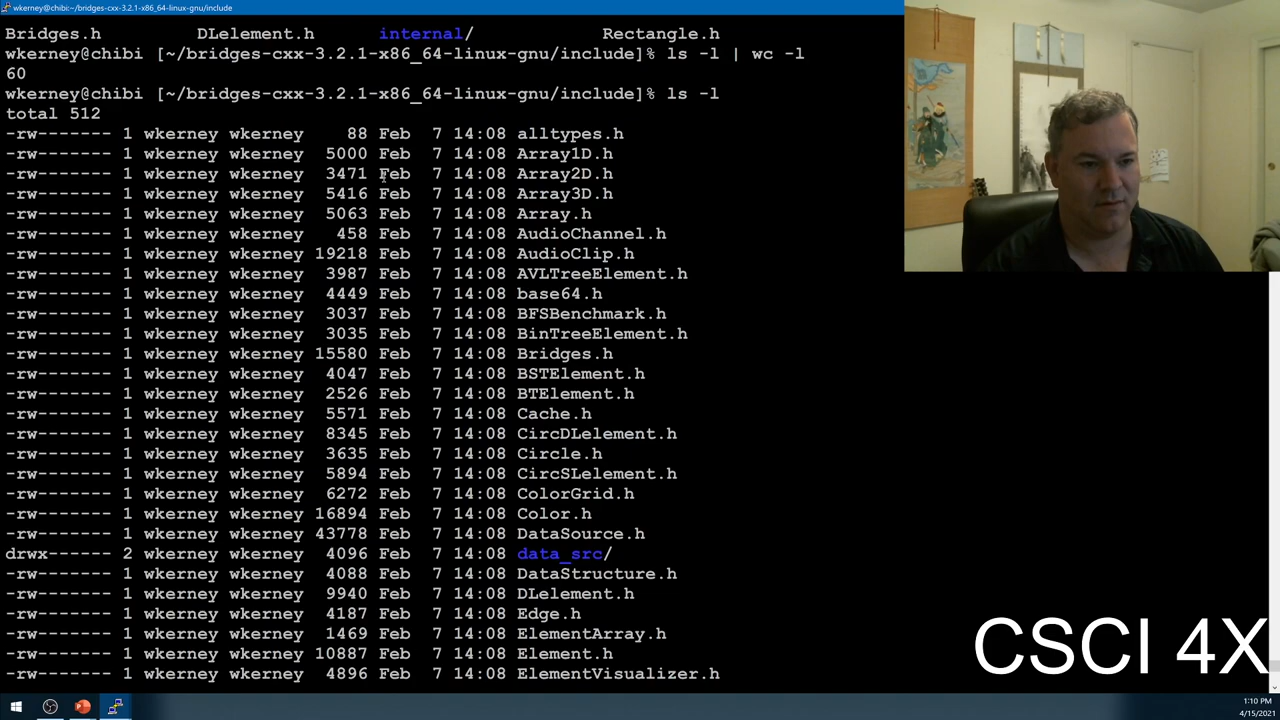 wkerney@chibi:~/bridges-cxx-3.2.1-x86_64-linux-gnu/include
Bridges.h DLelement.h internal/ Rectangle.h
wkerney@chibi [~/bridges-cxx-3.2.1-x86_64-linux-gnu/include]% ls -l | wc -l
60
wkerney@chibi [~/bridges-cxx-3.2.1-x86_64-linux-gnu/include]% ls -l
total 512
-rw------- 1 wkerney wkerney 88 Feb 7 14:08 alltypes.h
-rw------- 1 wkerney wkerney 5000 Feb 7 14:08 Array1D.h
-rw------- 1 wkerney wkerney 3471 Feb 7 14:08 Array2D.h
-rw------- 1 wkerney wkerney 5416 Feb 7 14:08 Array3D.h
-rw------- 1 wkerney wkerney 5063 Feb 7 14:08 Array.h
-rw------- 1 wkerney wkerney 458 Feb 7 14:08 AudioChannel.h
-rw------- 1 wkerney wkerney 19218 Feb 7 14:08 AudioClip.h
-rw------- 1 wkerney wkerney 3987 Feb 7 14:08 AVLTreeElement.h
-rw------- 1 wkerney wkerney 4449 Feb 7 14:08 base64.h
-rw------- 1 wkerney wkerney 3037 Feb 7 14:08 BFSBenchmark.h
-rw------- 1 wkerney wkerney 3035 Feb 7 14:08 BinTreeElement.h
-rw------- 1 wkerney wkerney 15580 Feb 7 14:08 Bridges.h
-rw------- 1 wkerney wkerney 4047 Feb 7 14:08 BSTElement.h
-rw------- 1 wkerney wkerney 2526 Feb 7 14:08 BTElement.h
-rw------- 1 wkerney wkerney 5571 Feb 7 14:08 Cache.h
-rw------- 1 wkerney wkerney 8345 Feb 7 14:08 CircDLelement.h
-rw------- 1 wkerney wkerney 3635 Feb 7 14:08 Circle.h
-rw------- 1 wkerney wkerney 5894 Feb 7 14:08 CircSLelement.h
-rw------- 1 wkerney wkerney 6272 Feb 7 14:08 ColorGrid.h
-rw------- 1 wkerney wkerney 16894 Feb 7 14:08 Color.h
-rw------- 1 wkerney wkerney 43778 Feb 7 14:08 DataSource.h
drwx------ 2 wkerney wkerney 4096 Feb 7 14:08 data_src/
-rw------- 1 wkerney wkerney 4088 Feb 7 14:08 DataStructure.h
-rw------- 1 wkerney wkerney 9940 Feb 7 14:08 DLelement.h
-rw------- 1 wkerney wkerney 4187 Feb 7 14:08 Edge.h
-rw------- 1 wkerney wkerney 1469 Feb 7 14:08 ElementArray.h
-rw------- 1 wkerney wkerney 10887 Feb 7 14:08 Element.h
-rw------- 1 wkerney wkerney 4896 Feb 7 14:08 ElementVisualizer.h
CSCI 4X
1:10 PM
4/15/2021